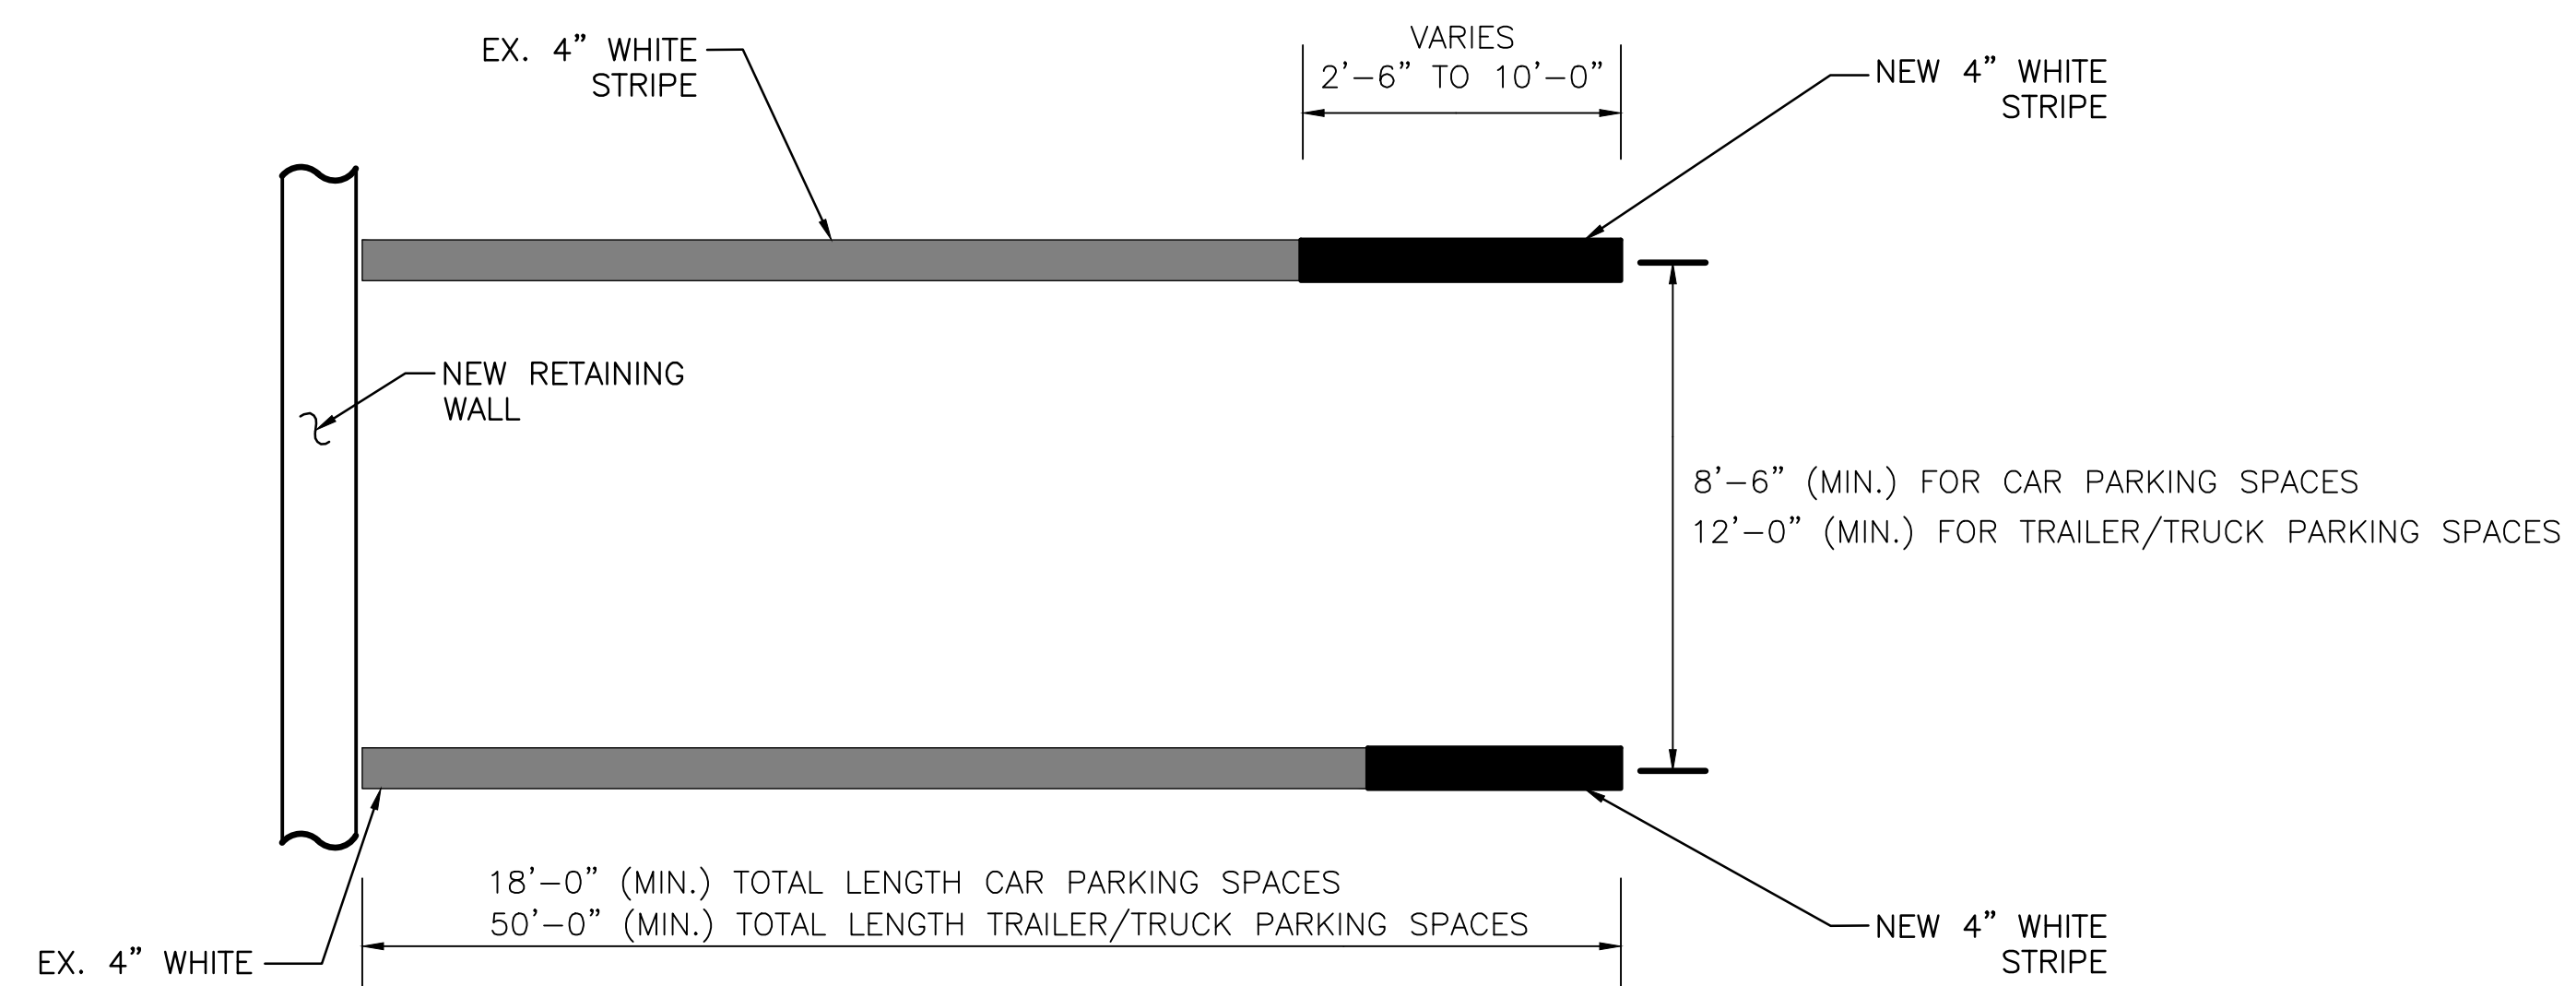 EX. 4” WHITE
STRIPE
VARIES
2’-6” TO 10’-0”
NEW 4” WHITE
STRIPE
NEW RETAINING
WALL
8’-6” (MIN.) FOR CAR PARKING SPACES
12’-0” (MIN.) FOR TRAILER/TRUCK PARKING SPACES
18’-0” (MIN.) TOTAL LENGTH CAR PARKING SPACES
50’-0” (MIN.) TOTAL LENGTH TRAILER/TRUCK PARKING SPACES
EX. 4” WHITE
NEW 4” WHITE
STRIPE